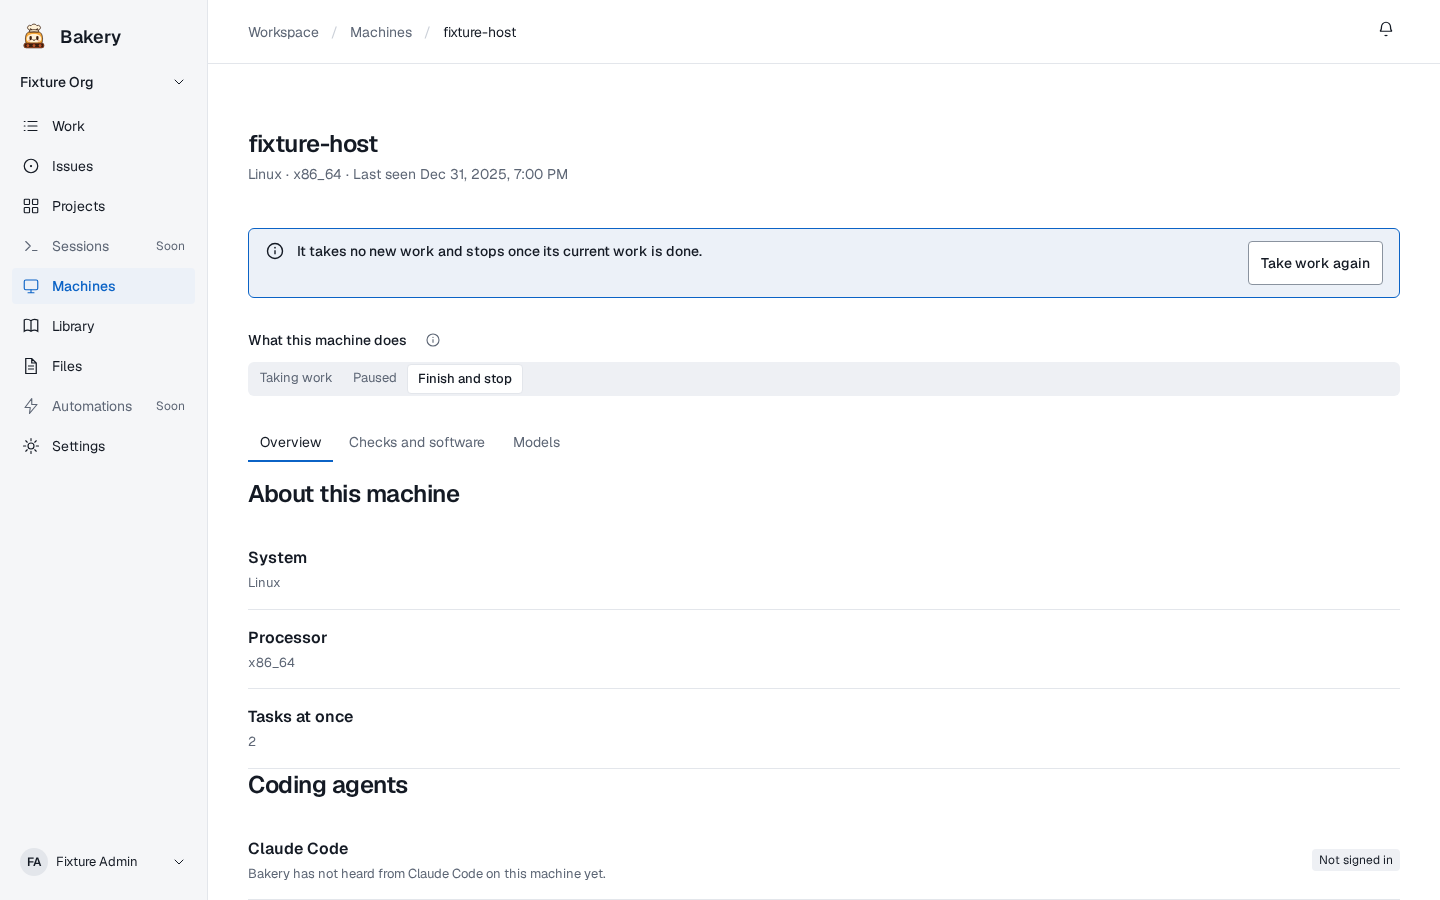 Bakery
Fixture Org
Work
Issues
Projects
Sessions Soon
Machines
Library
Files
Automations Soon
Settings
FA Fixture Admin
Workspace / Machines / fixture-host
fixture-host
Linux · x86_64 · Last seen Dec 31, 2025, 7:00 PM
It takes no new work and stops once its current work is done.
Take work again
What this machine does
Taking work Paused Finish and stop
Overview Checks and software Models
About this machine
System
Linux
Processor
x86_64
Tasks at once
2
Coding agents
Claude Code
Bakery has not heard from Claude Code on this machine yet.
Not signed in